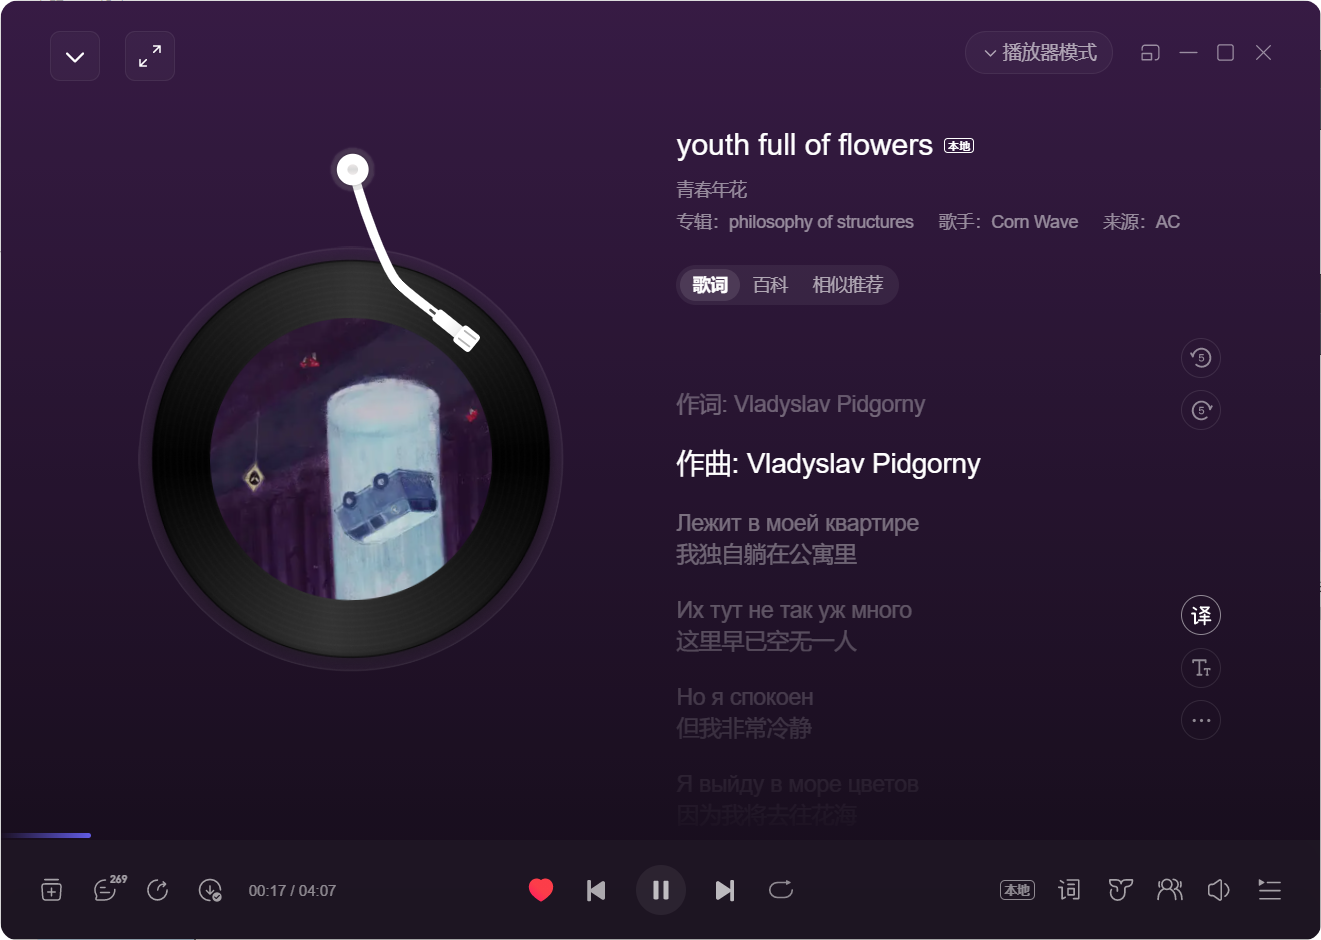 播放器模式
youth full of flowers 本地
青春年花
专辑：philosophy of structures 歌手：Corn Wave 来源：AC
歌词 百科 相似推荐
5
作词: Vladyslav Pidgorny
5
作曲: Vladyslav Pidgorny
Лежит в моей квартире
我独自躺在公寓里
Их тут не так уж много
这里早已空无一人
译
Но я спокоен
但我非常冷静
Tт
Я выйду в море цветов
因为我将去往花海
269
00:17 / 04:07
本地 词